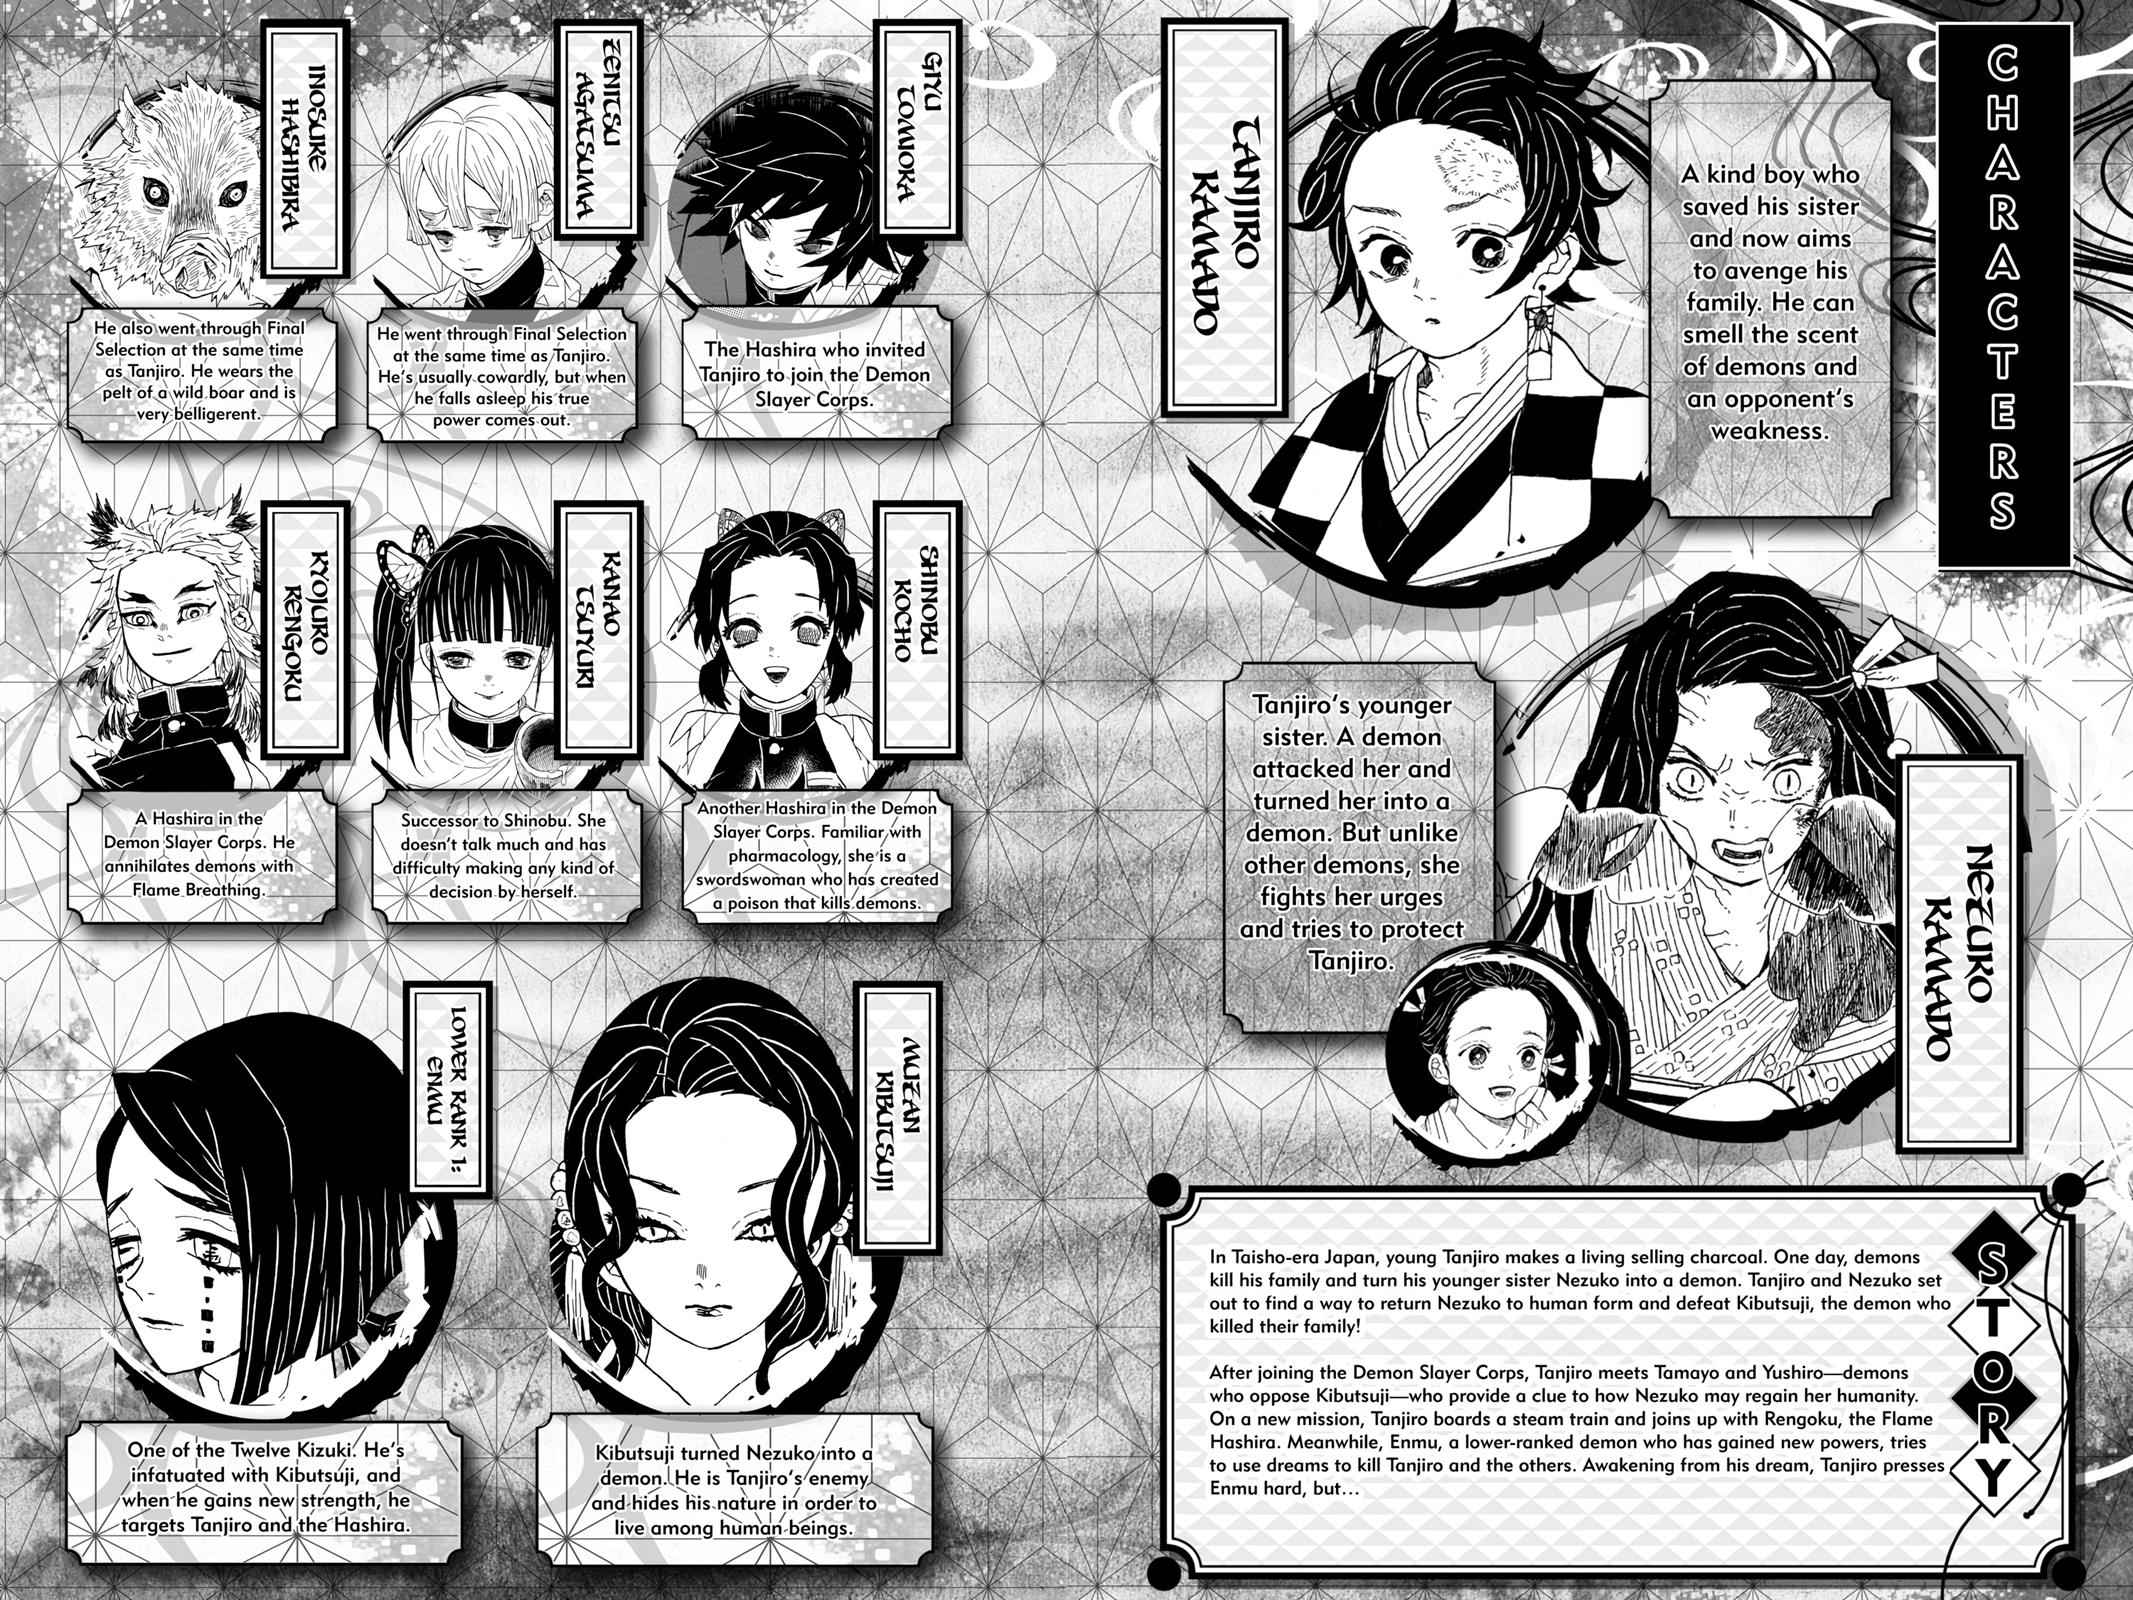 CHARACTERS
TANJIRO
KAMADO
A kind boy who
saved his sister
and now aims
to avenge his
family. He can
smell the scent
of demons and
an opponent's
weakness.
NEZUKO
KAMADO
Tanjiro's younger
sister. A demon
attacked her and
turned her into a
demon. But unlike
other demons, she
fights her urges
and tries to protect
Tanjiro.
STORY
In Taisho-era Japan, young Tanjiro makes a living selling charcoal. One day, demons
kill his family and turn his younger sister Nezuko into a demon. Tanjiro and Nezuko set
out to find a way to return Nezuko to human form and defeat Kibutsuji, the demon who
killed their family!
After joining the Demon Slayer Corps, Tanjiro meets Tamayo and Yushiro—demons
who oppose Kibutsuji—who provide a clue to how Nezuko may regain her humanity.
On a new mission, Tanjiro boards a steam train and joins up with Rengoku, the Flame
Hashira. Meanwhile, Enmu, a lower-ranked demon who has gained new powers, tries
to use dreams to kill Tanjiro and the others. Awakening from his dream, Tanjiro presses
Enmu hard, but...
GIYU
TOMIOKA
The Hashira who invited
Tanjiro to join the Demon
Slayer Corps.
ZENITSU
AGATSUMA
He went through Final Selection
at the same time as Tanjiro.
He's usually cowardly, but when
he falls asleep his true
power comes out.
INOSUKE
HASHIBIRA
He also went through Final
Selection at the same time
as Tanjiro. He wears the
pelt of a wild boar and is
very belligerent.
SHINOBU
KOCHO
Another Hashira in the Demon
Slayer Corps. Familiar with
pharmacology, she is a
swordswoman who has created
a poison that kills demons.
KANAO
TSUYURI
Successor to Shinobu. She
doesn't talk much and has
difficulty making any kind of
decision by herself.
KYOJURO
RENGOKU
A Hashira in the
Demon Slayer Corps. He
annihilates demons with
Flame Breathing.
MUZAN
KIBUTSUJI
Kibutsuji turned Nezuko into a
demon. He is Tanjiro's enemy
and hides his nature in order to
live among human beings.
LOWER RANK 1:
ENMU
One of the Twelve Kizuki. He's
infatuated with Kibutsuji, and
when he gains new strength, he
targets Tanjiro and the Hashira.